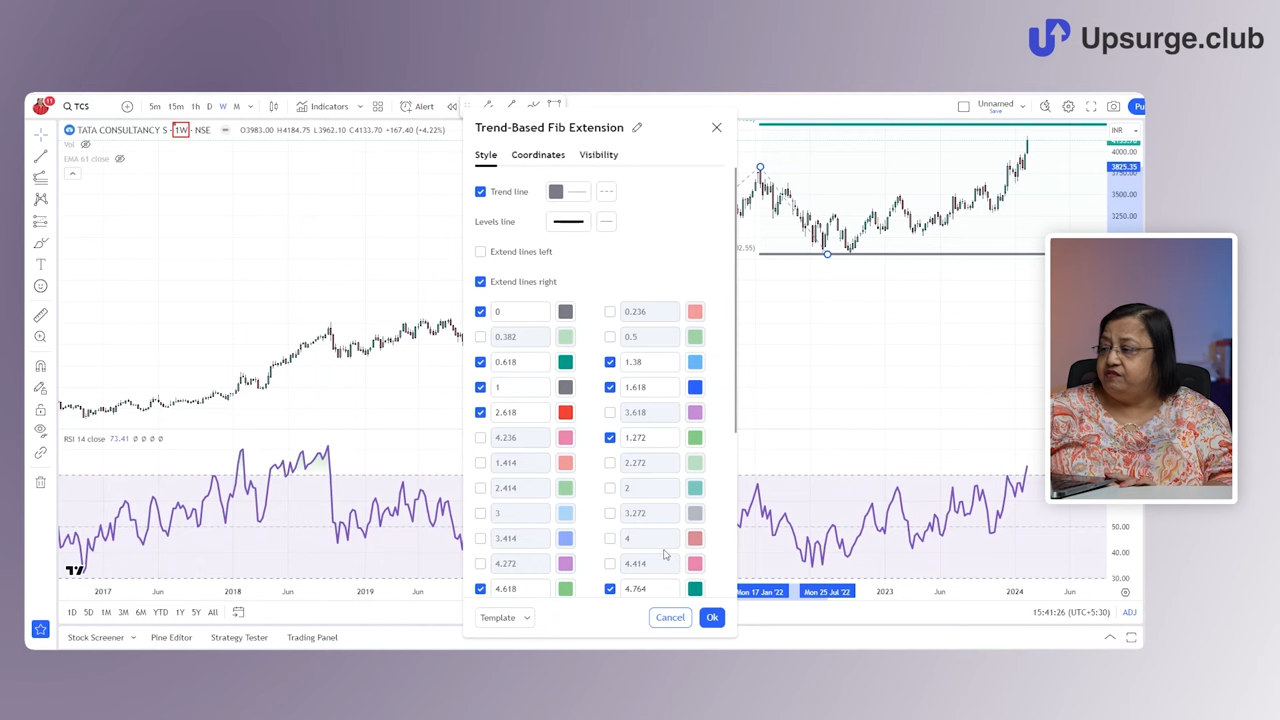 Upsurge.club
TCS
5m 15m 1h D W M
Indicators
Alert
Unnamed
Save
Pu
TATA CONSULTANCY S · 1W · NSE
O3983.00 H4184.75 L3962.10 C4133.70 +167.40 (+4.22%)
Vol
EMA 61 close
Trend-Based Fib Extension
Style Coordinates Visibility
Trend line
Levels line
Extend lines left
Extend lines right
0 0.236
0.382 0.5
0.618 1.38
1 1.618
2.618 3.618
4.236 1.272
1.414 2.272
2.414 2
3 3.272
3.414 4
4.272 4.414
4.618 4.764
Template Cancel Ok
INR
4000.00
3825.35
3500.00
3250.00
RSI 14 close 73.41
50.00
40.00
30.00
2017 Jun 2018 Jun 2019 Jun
Mon 17 Jan '22 Mon 25 Jul '22 2023 Jun 2024 Jun
1D 5D 1M 3M 6M YTD 1Y 5Y All
15:41:26 (UTC+5:30) ADJ
Stock Screener Pine Editor Strategy Tester Trading Panel